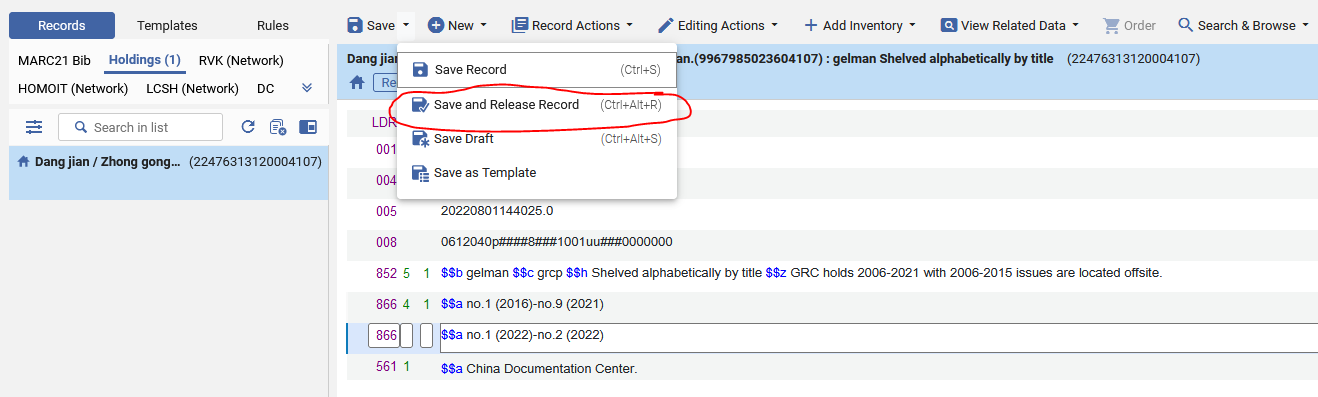 Records Templates Rules
Save New Record Actions Editing Actions Add Inventory View Related Data Order Search & Browse
MARC21 Bib Holdings (1) RVK (Network)
HOMOIT (Network) LCSH (Network) DC
Search in list
Dang jian / Zhong gong... (22476313120004107)
Dang jian an.(9967985023604107) : gelman Shelved alphabetically by title (22476313120004107)
Re
Save Record (Ctrl+S)
Save and Release Record (Ctrl+Alt+R)
Save Draft (Ctrl+Alt+S)
Save as Template
LDR
001
004
005 20220801144025.0
008 0612040p####8###1001uu###0000000
852 5 1 $$b gelman $$c grcp $$h Shelved alphabetically by title $$z GRC holds 2006-2021 with 2006-2015 issues are located offsite.
866 4 1 $$a no.1 (2016)-no.9 (2021)
866 $$a no.1 (2022)-no.2 (2022)
561 1 $$a China Documentation Center.